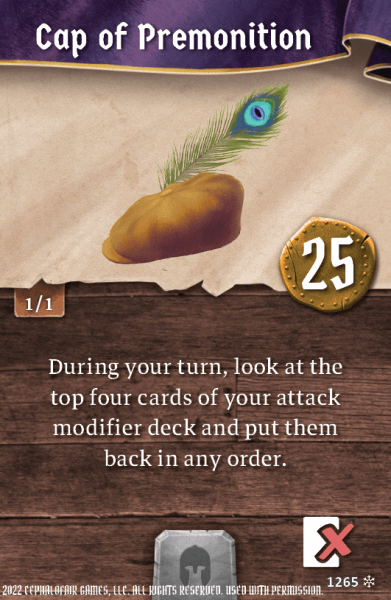 Cap of Premonition
25
1/1
During your turn, look at the
top four cards of your attack
modifier deck and put them
back in any order.
1265
2022 CEPHALOFAIR GAMES, LLC. ALL RIGHTS RESERVED. USED WITH PERMISSION.